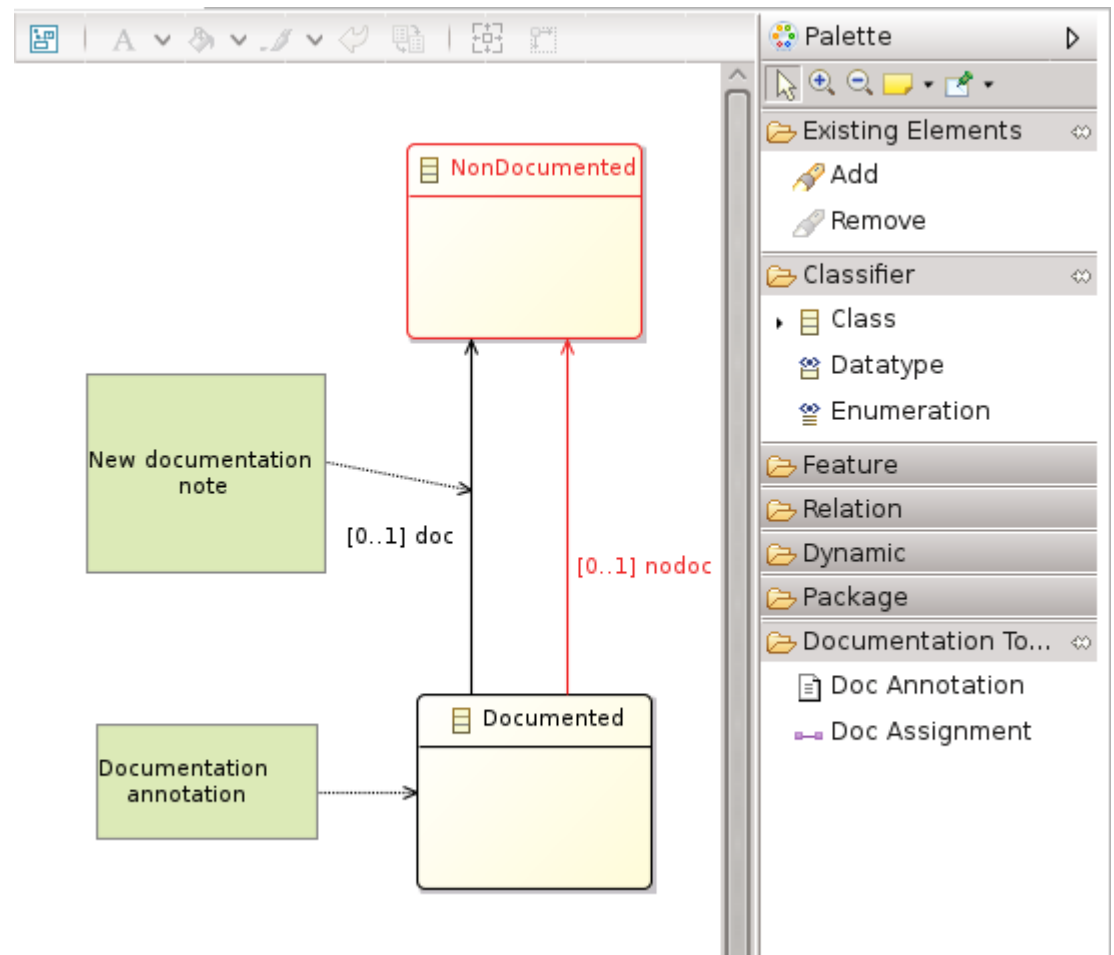 A
Palette
Existing Elements
Add
Remove
Classifier
Class
Datatype
Enumeration
Feature
Relation
Dynamic
Package
Documentation To...
Doc Annotation
Doc Assignment
NonDocumented
New documentation
note
[0..1] doc
[0..1] nodoc
Documented
Documentation
annotation